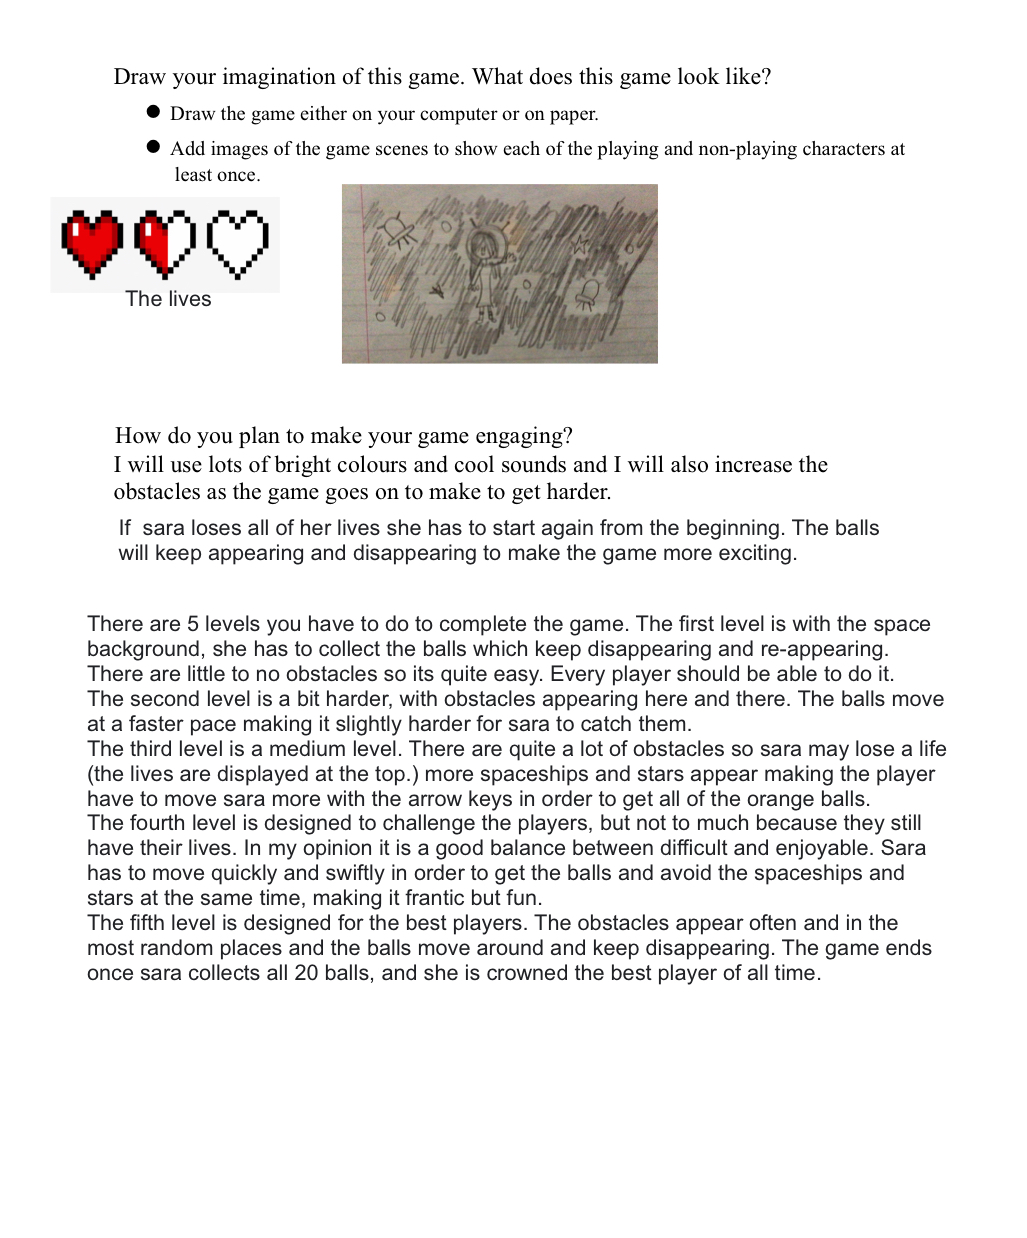 Draw your imagination of this game. What does this game look like?
● Draw the game either on your computer or on paper.
● Add images of the game scenes to show each of the playing and non-playing characters at
least once.
The lives
How do you plan to make your game engaging?
I will use lots of bright colours and cool sounds and I will also increase the
obstacles as the game goes on to make to get harder.
If  sara loses all of her lives she has to start again from the beginning. The balls
will keep appearing and disappearing to make the game more exciting.
There are 5 levels you have to do to complete the game. The first level is with the space
background, she has to collect the balls which keep disappearing and re-appearing.
There are little to no obstacles so its quite easy. Every player should be able to do it.
The second level is a bit harder, with obstacles appearing here and there. The balls move
at a faster pace making it slightly harder for sara to catch them.
The third level is a medium level. There are quite a lot of obstacles so sara may lose a life
(the lives are displayed at the top.) more spaceships and stars appear making the player
have to move sara more with the arrow keys in order to get all of the orange balls.
The fourth level is designed to challenge the players, but not to much because they still
have their lives. In my opinion it is a good balance between difficult and enjoyable. Sara
has to move quickly and swiftly in order to get the balls and avoid the spaceships and
stars at the same time, making it frantic but fun.
The fifth level is designed for the best players. The obstacles appear often and in the
most random places and the balls move around and keep disappearing. The game ends
once sara collects all 20 balls, and she is crowned the best player of all time.